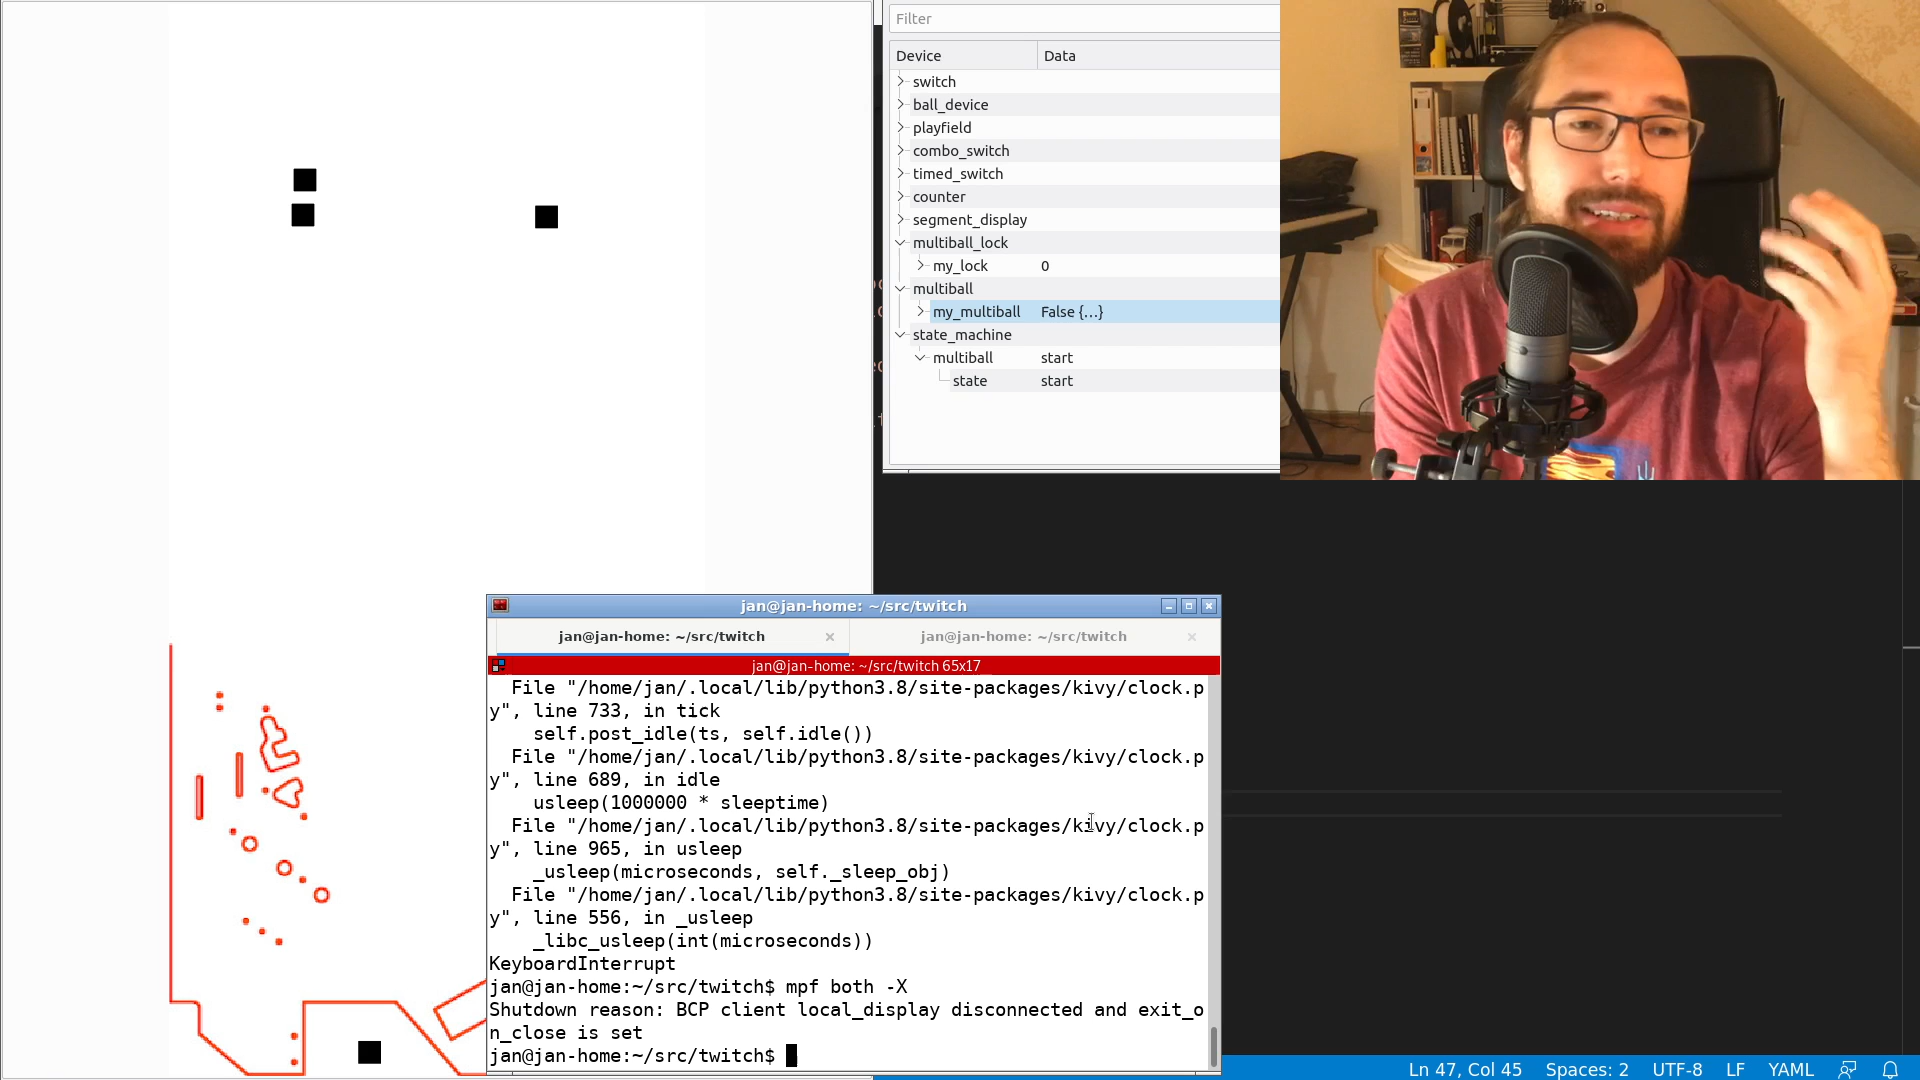 Filter
Device Data
switch
ball_device
playfield
combo_switch
timed_switch
counter
segment_display
multiball_lock
my_lock 0
multiball
my_multiball False {...}
state_machine
multiball start
state start
jan@jan-home: ~/src/twitch
jan@jan-home: ~/src/twitch × jan@jan-home: ~/src/twitch ×
jan@jan-home: ~/src/twitch 65x17
File "/home/jan/.local/lib/python3.8/site-packages/kivy/clock.p
y", line 733, in tick
self.post_idle(ts, self.idle())
File "/home/jan/.local/lib/python3.8/site-packages/kivy/clock.p
y", line 689, in idle
usleep(1000000 * sleeptime)
File "/home/jan/.local/lib/python3.8/site-packages/kivy/clock.p
y", line 965, in usleep
_usleep(microseconds, self._sleep_obj)
File "/home/jan/.local/lib/python3.8/site-packages/kivy/clock.p
y", line 556, in _usleep
_libc_usleep(int(microseconds))
KeyboardInterrupt
jan@jan-home:~/src/twitch$ mpf both -X
Shutdown reason: BCP client local_display disconnected and exit_o
n_close is set
jan@jan-home:~/src/twitch$
Ln 47, Col 45 Spaces: 2 UTF-8 LF YAML